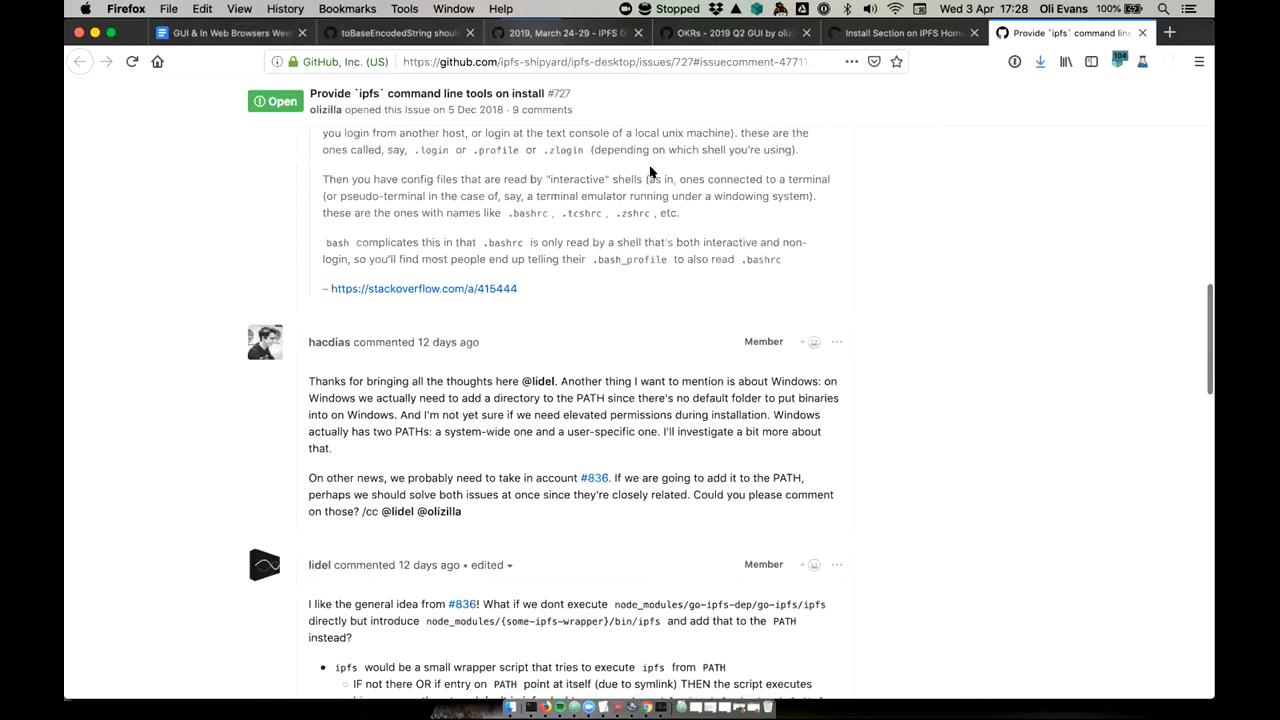 Firefox File Edit View History Bookmarks Tools Window Help Stopped Wed 3 Apr 17:28 Oli Evans 100%
GUI & In Web Browsers Wee toBaseEncodedString shoul 2019, March 24-29 - IPFS G OKRs - 2019 Q2 GUI by oliz Install Section on IPFS Hom Provide `ipfs` command line
GitHub, Inc. (US) https://github.com/ipfs-shipyard/ipfs-desktop/issues/727#issuecomment-4771
104
Open
Provide `ipfs` command line tools on install #727
olizilla opened this Issue on 5 Dec 2018 · 9 comments
you login from another host, or login at the text console of a local unix machine). these are the
ones called, say, .login or .profile or .zlogin (depending on which shell you're using).
Then you have config files that are read by "interactive" shells (as in, ones connected to a terminal
(or pseudo-terminal in the case of, say, a terminal emulator running under a windowing system).
these are the ones with names like .bashrc , .tcshrc , .zshrc , etc.
bash complicates this in that .bashrc is only read by a shell that's both interactive and non-
login, so you'll find most people end up telling their .bash_profile to also read .bashrc
– https://stackoverflow.com/a/415444
hacdias commented 12 days ago Member
Thanks for bringing all the thoughts here @lidel. Another thing I want to mention is about Windows: on
Windows we actually need to add a directory to the PATH since there's no default folder to put binaries
into on Windows. And I'm not yet sure if we need elevated permissions during installation. Windows
actually has two PATHs: a system-wide one and a user-specific one. I'll investigate a bit more about
that.
On other news, we probably need to take in account #836. If we are going to add it to the PATH,
perhaps we should solve both issues at once since they're closely related. Could you please comment
on those? /cc @lidel @olizilla
lidel commented 12 days ago • edited Member
I like the general idea from #836! What if we dont execute node_modules/go-ipfs-dep/go-ipfs/ipfs
directly but introduce node_modules/{some-ipfs-wrapper}/bin/ipfs and add that to the PATH
instead?
• ipfs would be a small wrapper script that tries to execute ipfs from PATH
○ IF not there OR if entry on PATH point at itself (due to symlink) THEN the script executes